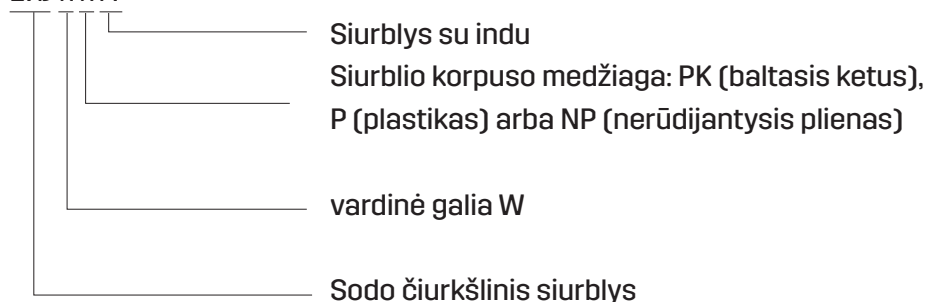 Siurblys su indu
Siurblio korpuso medžiaga: PK (baltasis ketus),
P (plastikas) arba NP (nerūdijantysis plienas)
vardinė galia W
Sodo čiurkšlinis siurblys